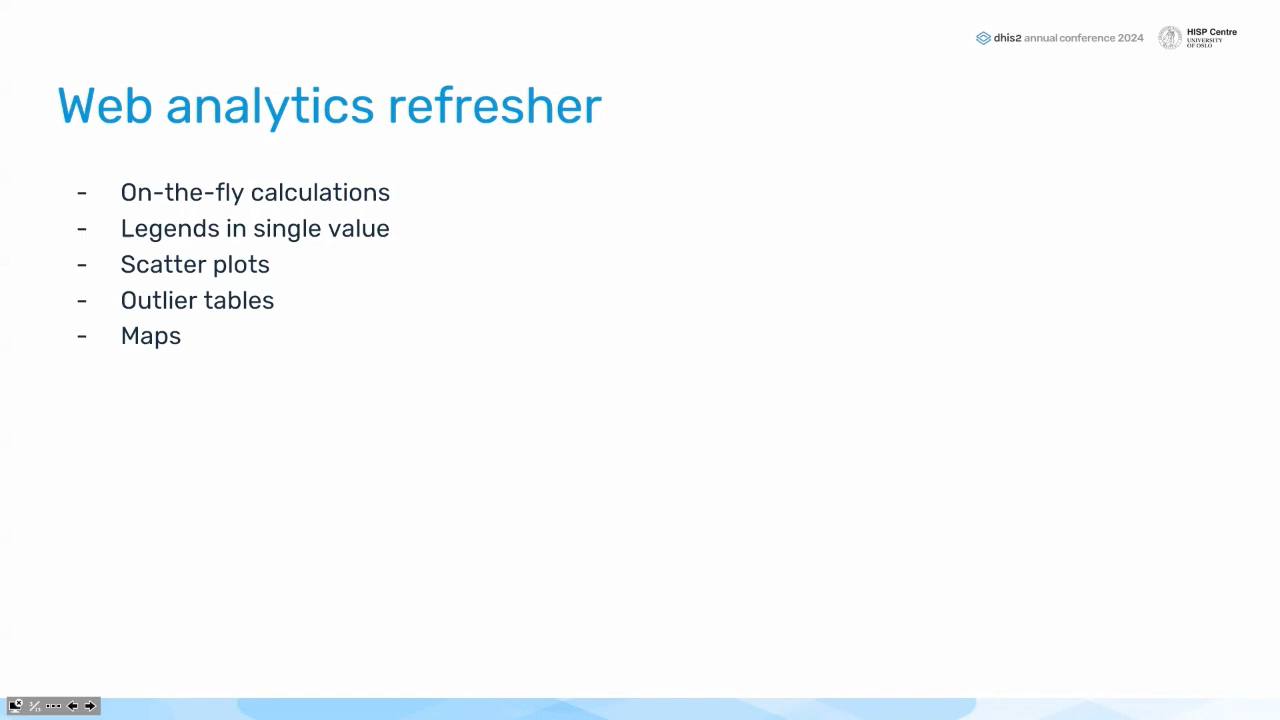 dhis2 annual conference 2024
HISP Centre
UNIVERSITY
OF OSLO
Web analytics refresher
- On-the-fly calculations
- Legends in single value
- Scatter plots
- Outlier tables
- Maps